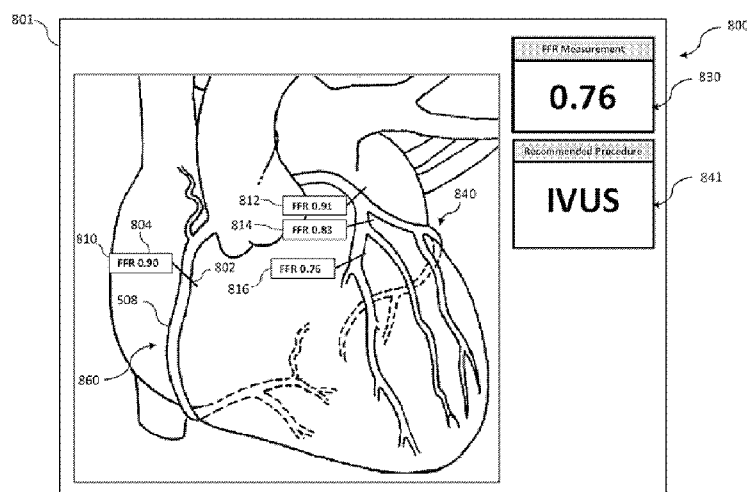 801
800
FFR Measurement
0.76
830
Recommended Procedure
IVUS
841
812
FFR 0.91
814
FFR 0.83
840
804
810
FFR 0.90
802
816
FFR 0.76
508
860